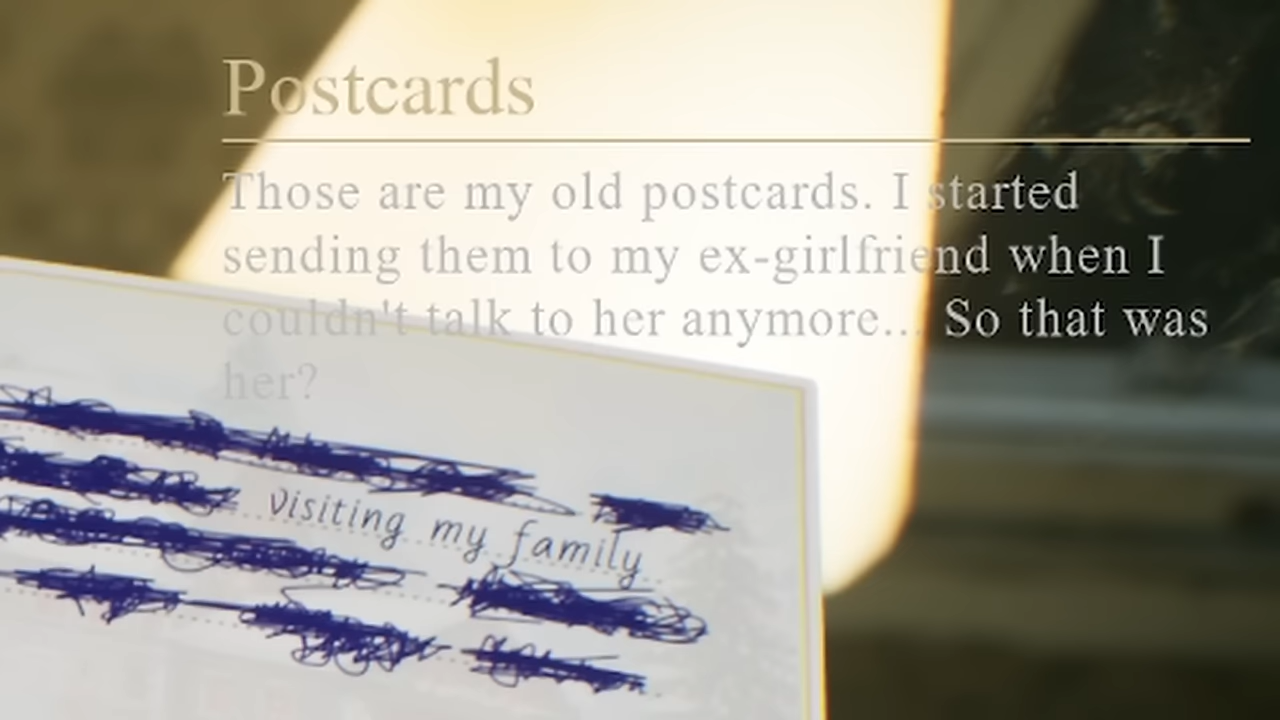 Postcards
Those are my old postcards. I started
sending them to my ex-girlfriend when I
couldn't talk to her anymore... So that was
her?
visiting my family